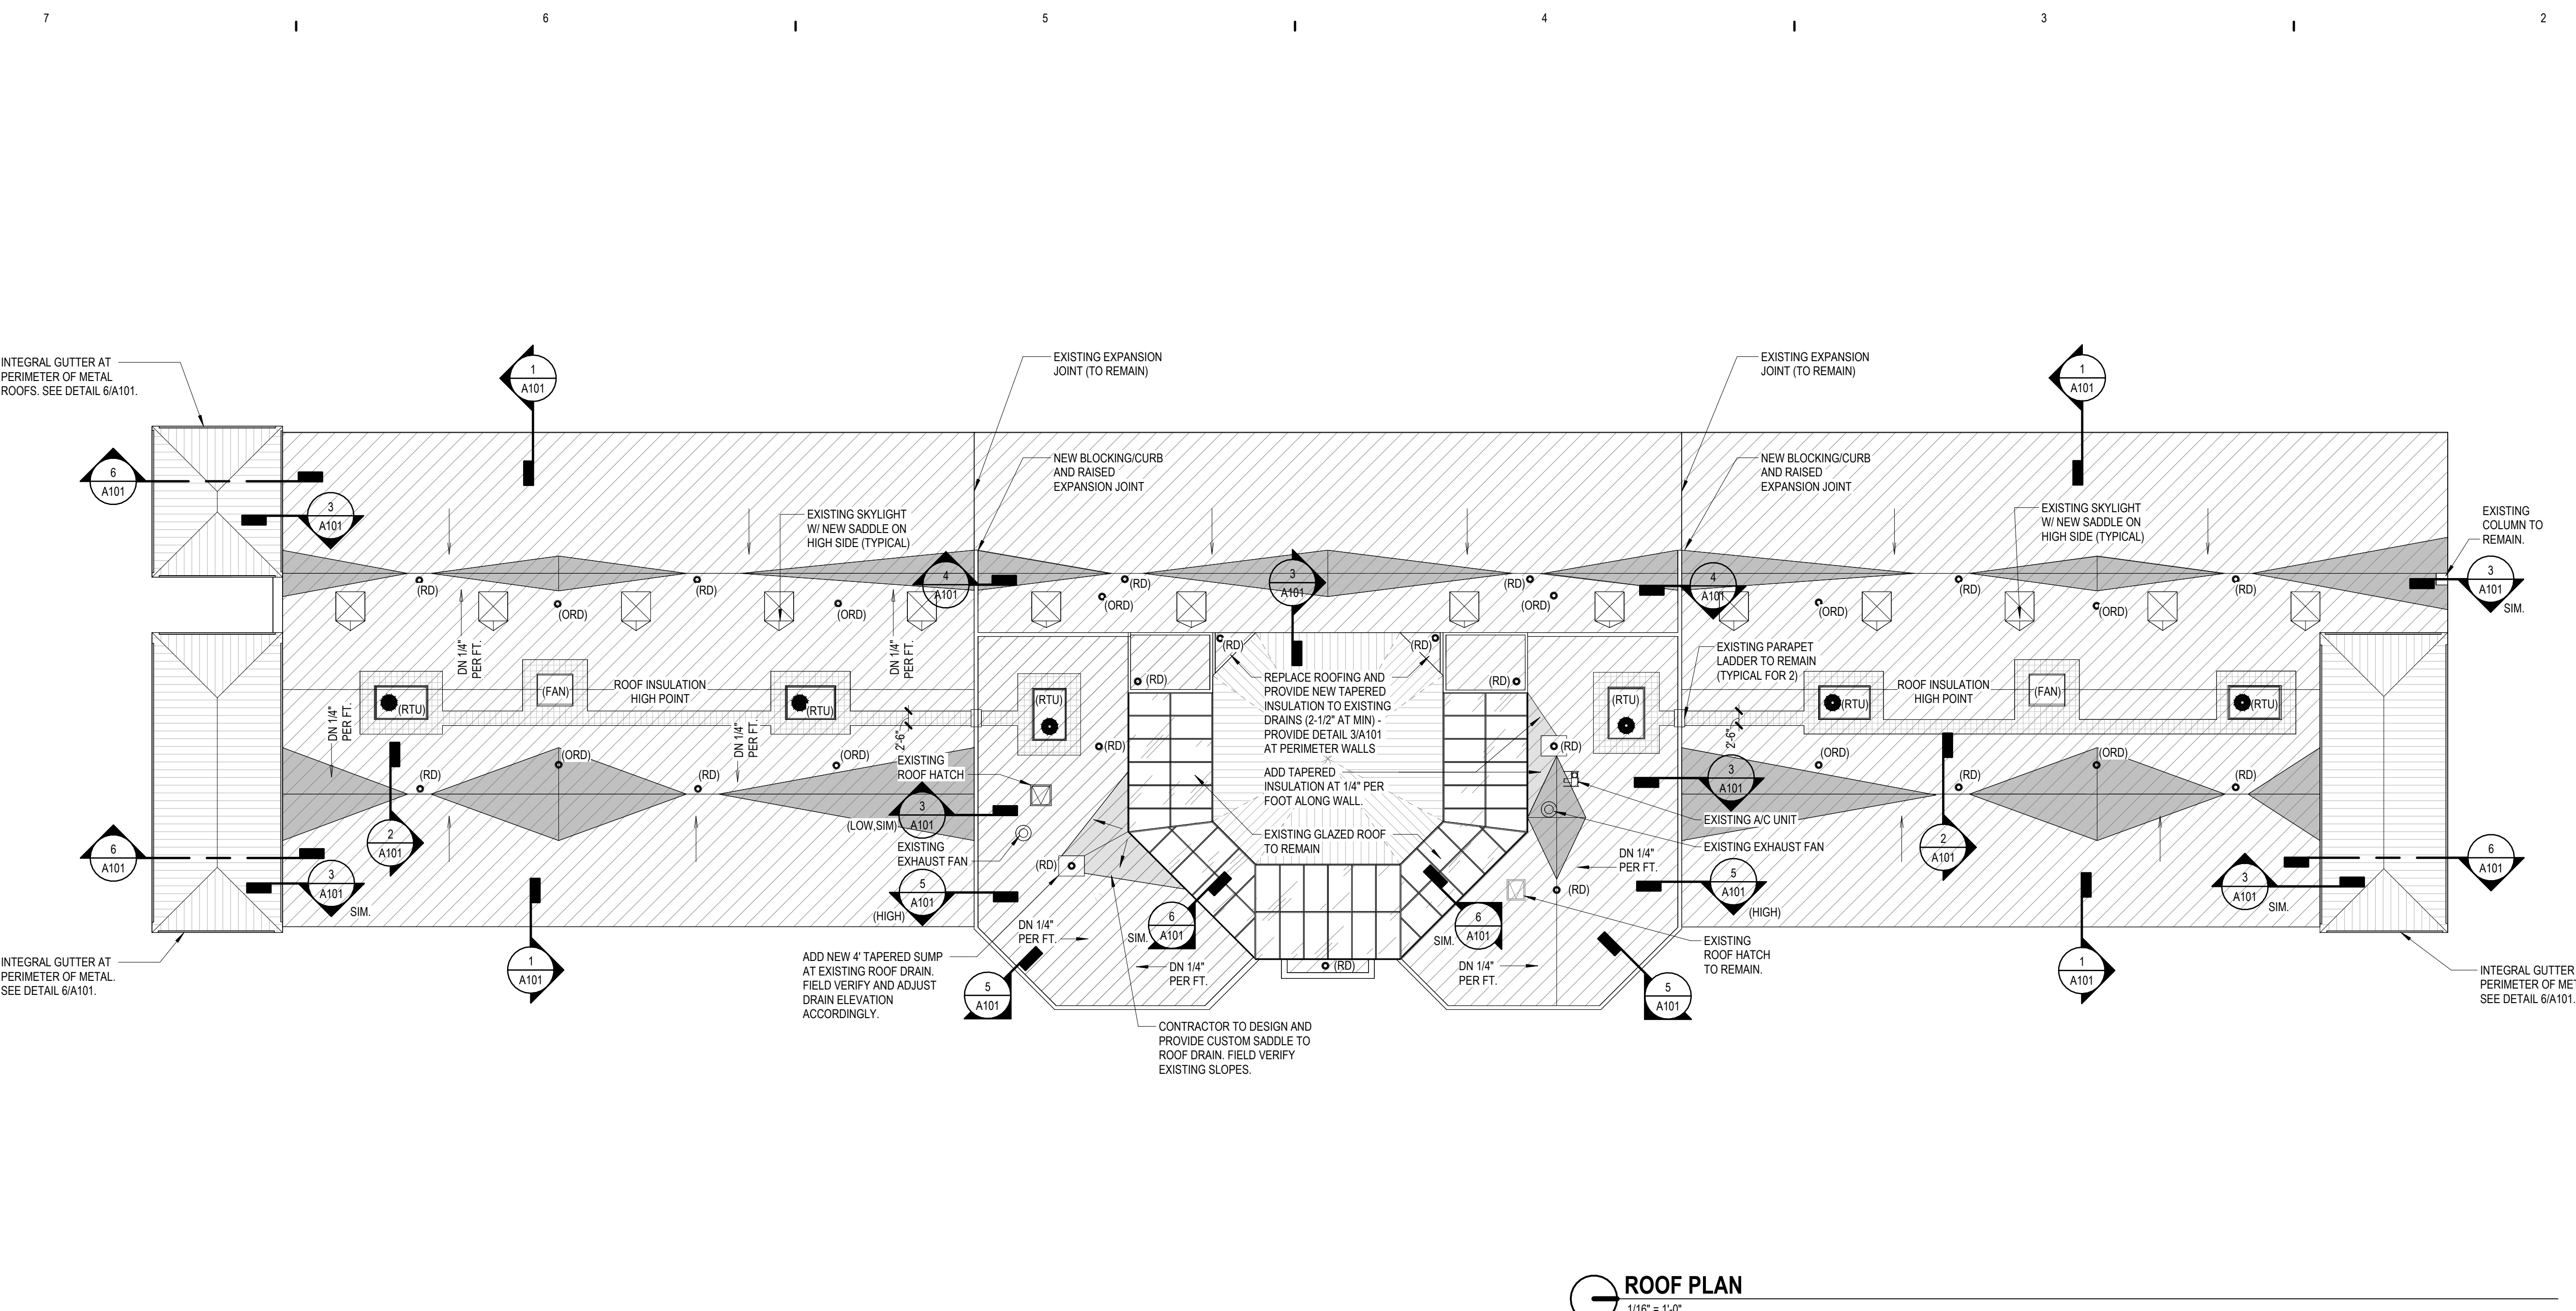 7
6
5
4
3
2
INTEGRAL GUTTER AT
PERIMETER OF METAL
ROOFS. SEE DETAIL 6/A101.
1
A101
EXISTING EXPANSION
JOINT (TO REMAIN)
EXISTING EXPANSION
JOINT (TO REMAIN)
1
A101
6
A101
3
A101
NEW BLOCKING/CURB
AND RAISED
EXPANSION JOINT
NEW BLOCKING/CURB
AND RAISED
EXPANSION JOINT
EXISTING SKYLIGHT
W/ NEW SADDLE ON
HIGH SIDE (TYPICAL)
EXISTING SKYLIGHT
W/ NEW SADDLE ON
HIGH SIDE (TYPICAL)
EXISTING
COLUMN TO
REMAIN.
3
A101
SIM.
4
A101
3
A101
4
A101
(RD)
(RD)
(RD)
(RD)
(RD)
(RD)
(ORD)
(ORD)
(ORD)
(ORD)
(ORD)
(ORD)
DN 1/4"
PER FT.
DN 1/4"
PER FT.
(RD)
(RD)
(RD)
(RD)
EXISTING PARAPET
LADDER TO REMAIN
(TYPICAL FOR 2)
REPLACE ROOFING AND
PROVIDE NEW TAPERED
INSULATION TO EXISTING
DRAINS (2-1/2" AT MIN) -
PROVIDE DETAIL 3/A101
AT PERIMETER WALLS
(RTU)
(FAN)
ROOF INSULATION
HIGH POINT
(RTU)
(RTU)
(RTU)
(RTU)
ROOF INSULATION
HIGH POINT
(FAN)
(RTU)
DN 1/4"
PER FT.
DN 1/4"
PER FT.
2'-6"
2'-6"
(RD)
(RD)
(RD)
(ORD)
(RD)
(ORD)
EXISTING
ROOF HATCH
(ORD)
(RD)
(ORD)
(RD)
ADD TAPERED
INSULATION AT 1/4" PER
FOOT ALONG WALL.
3
A101
(LOW,SIM)
3
A101
EXISTING A/C UNIT
EXISTING GLAZED ROOF
TO REMAIN
EXISTING
EXHAUST FAN
EXISTING EXHAUST FAN
2
A101
2
A101
6
A101
3
A101
SIM.
(RD)
DN 1/4"
PER FT.
5
A101
(HIGH)
5
A101
(HIGH)
(RD)
3
A101
SIM.
6
A101
DN 1/4"
PER FT.
6
A101
SIM.
6
A101
SIM.
EXISTING
ROOF HATCH
TO REMAIN.
INTEGRAL GUTTER AT
PERIMETER OF METAL.
SEE DETAIL 6/A101.
1
A101
ADD NEW 4' TAPERED SUMP
AT EXISTING ROOF DRAIN.
FIELD VERIFY AND ADJUST
DRAIN ELEVATION
ACCORDINGLY.
5
A101
DN 1/4"
PER FT.
(RD)
DN 1/4"
PER FT.
5
A101
1
A101
INTEGRAL GUTTER
PERIMETER OF
SEE DETAIL 6/A101.
CONTRACTOR TO DESIGN AND
PROVIDE CUSTOM SADDLE TO
ROOF DRAIN. FIELD VERIFY
EXISTING SLOPES.
ROOF PLAN
1/16" = 1'-0"